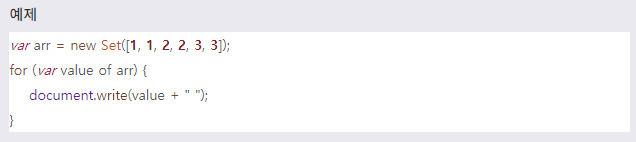 예제
var arr = new Set([1, 1, 2, 2, 3, 3]);
for (var value of arr) {
    document.write(value + " ");
}